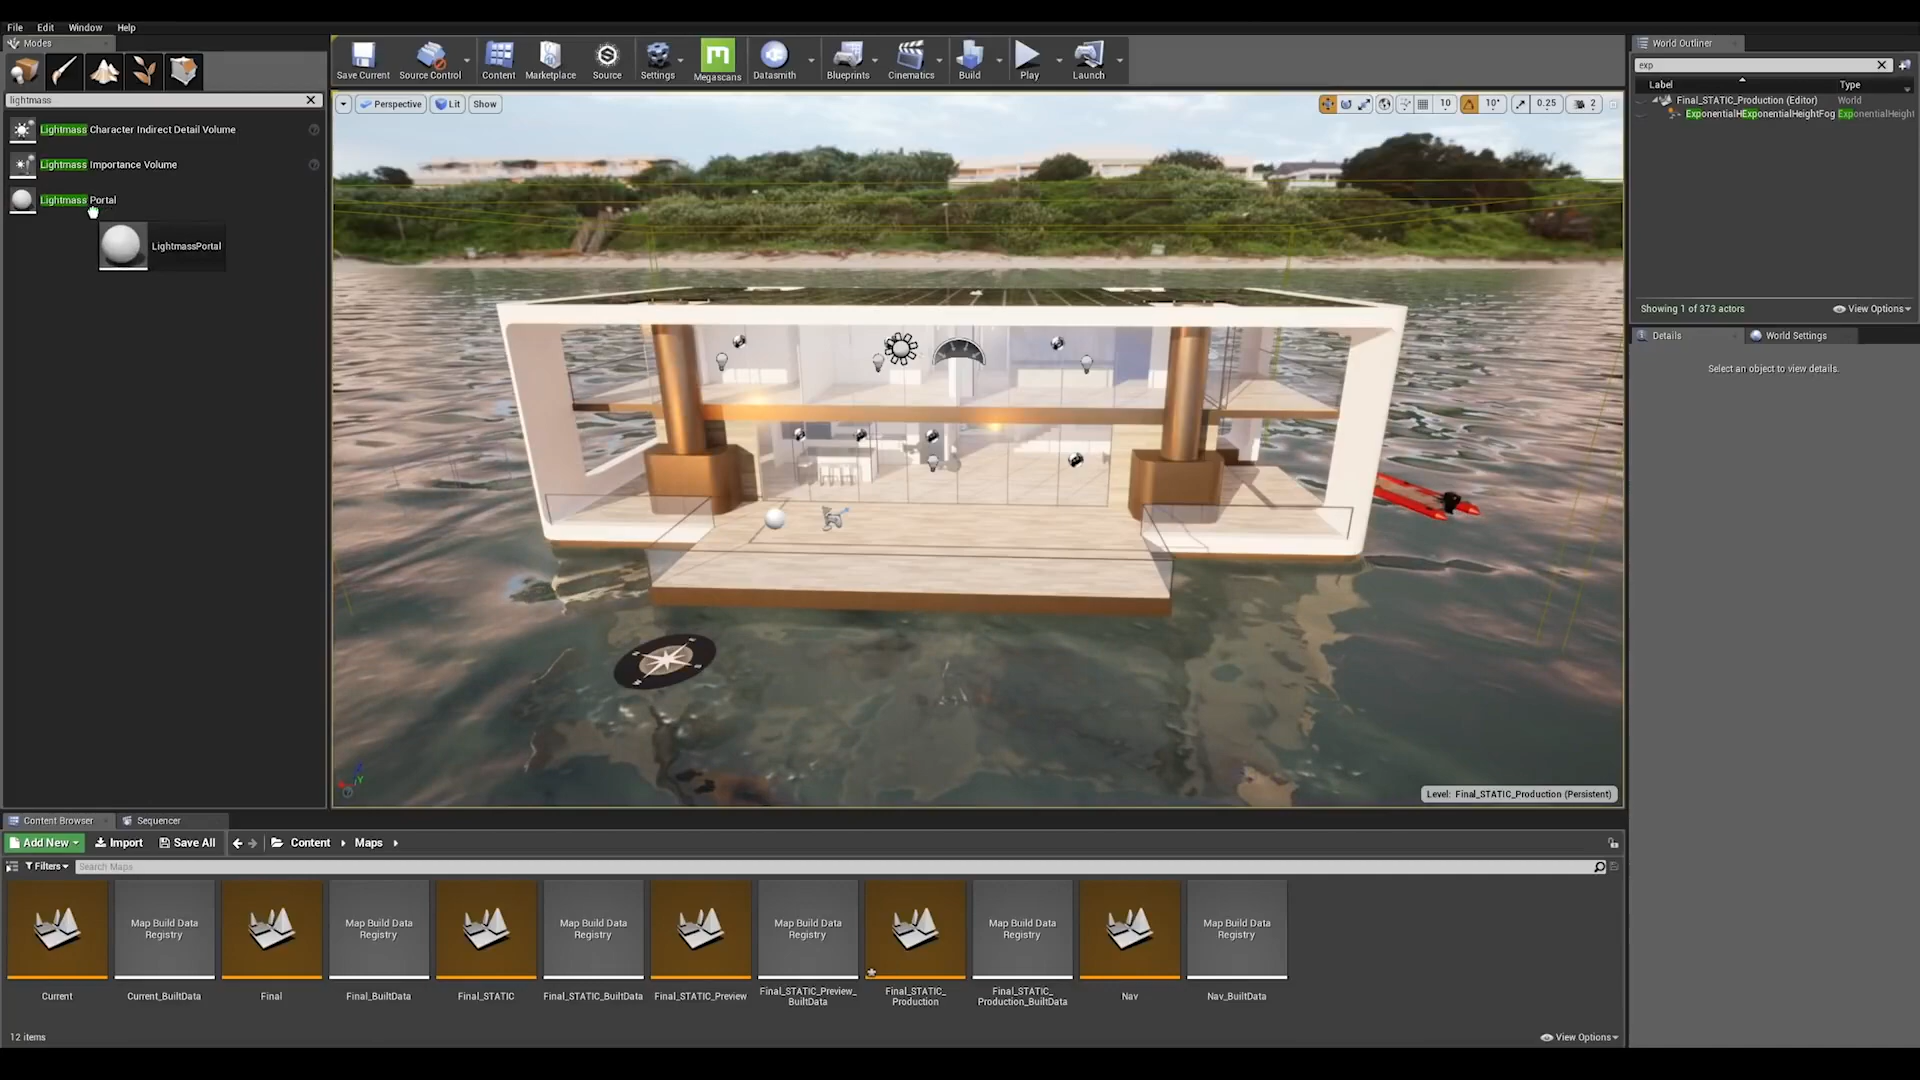 File Edit Window Help
Modes
World Outliner
Save Current Source Control Content Marketplace Source Settings Megascans Datasmith Blueprints Cinematics Build Play Launch
lightmass
exp
Label Type
Perspective Lit Show 10 10° 0.25 2
Final_STATIC_Production (Editor) World
ExponentialHExponentialHeightFog ExponentialHeight
Lightmass Character Indirect Detail Volume
Lightmass Importance Volume
Lightmass Portal
LightmassPortal
Showing 1 of 373 actors View Options
Details World Settings
Select an object to view details.
Level: Final_STATIC_Production (Persistent)
Content Browser Sequencer
Add New Import Save All Content Maps
Filters Search Maps
Map Build Data
Registry
Map Build Data
Registry
Map Build Data
Registry
Map Build Data
Registry
Map Build Data
Registry
Map Build Data
Registry
Current
Current_BuiltData
Final
Final_BuiltData
Final_STATIC
Final_STATIC_BuiltData
Final_STATIC_Preview
Final_STATIC_Preview_
BuiltData
Final_STATIC_
Production
Final_STATIC_
Production_BuiltData
Nav
Nav_BuiltData
12 items View Options